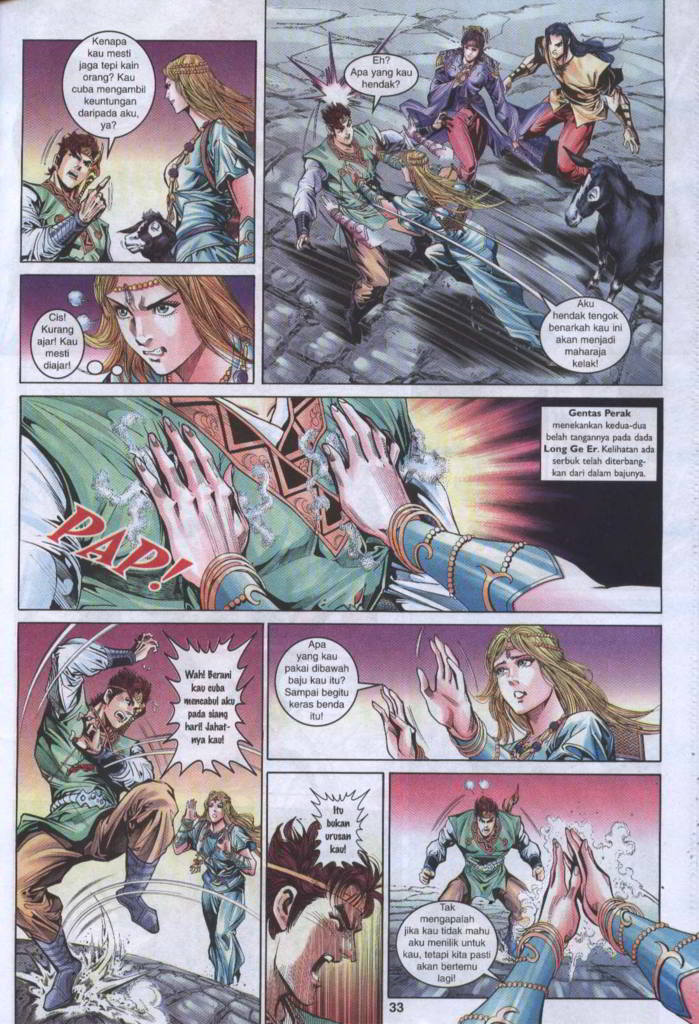 Kenapa
kau mesti
jaga tepi kain
orang? Kau
cuba mengambil
keuntungan
daripada aku,
ya?
Eh?
Apa yang kau
hendak?
Aku
hendak tengok
benarkah kau ini
akan menjadi
maharaja
kelak!
Cis!
Kurang
ajar! Kau
mesti
diajar!
Gentas Perak
menekankan kedua-dua
belah tangannya pada dada
Long Ge Er. Kelihatan ada
serbuk telah diterbang-
kan dari dalam bajunya.
PAP!
Wah! Berani
kau cuba
mencabul aku
pada siang
hari! Jahat-
nya kau!
Apa
yang kau
pakai dibawah
baju kau itu?
Sampai begitu
keras benda
itu!
Itu
bukan
urusan
kau!
Tak
mengapalah
jika kau tidak mahu
aku menilik untuk
kau, tetapi kita pasti
akan bertemu
lagi!
33